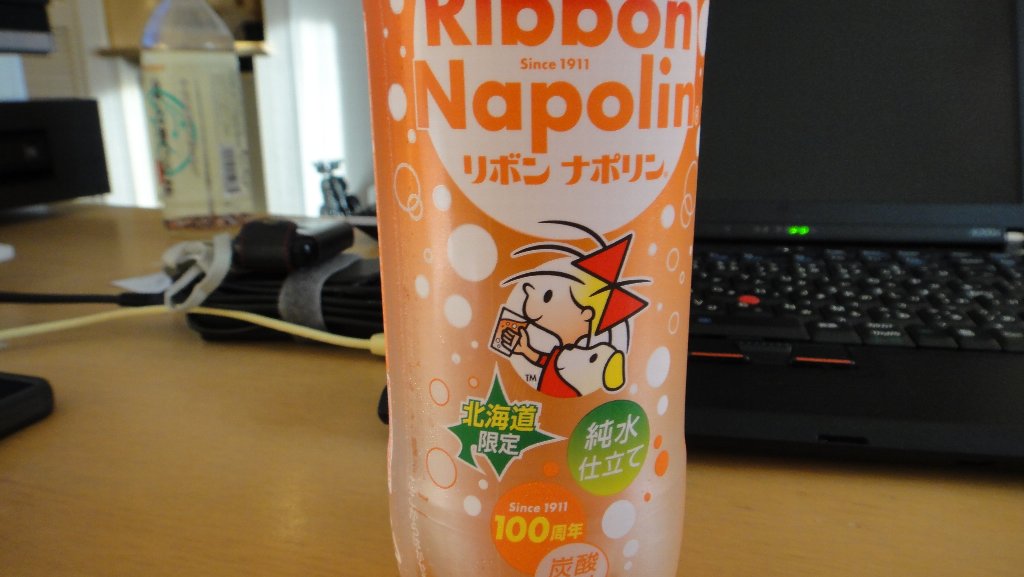 Ribbon
Since 1911
Napolin
リボン ナポリン
TM
北海道
限定
純水
仕立て
Since 1911
100周年
炭酸